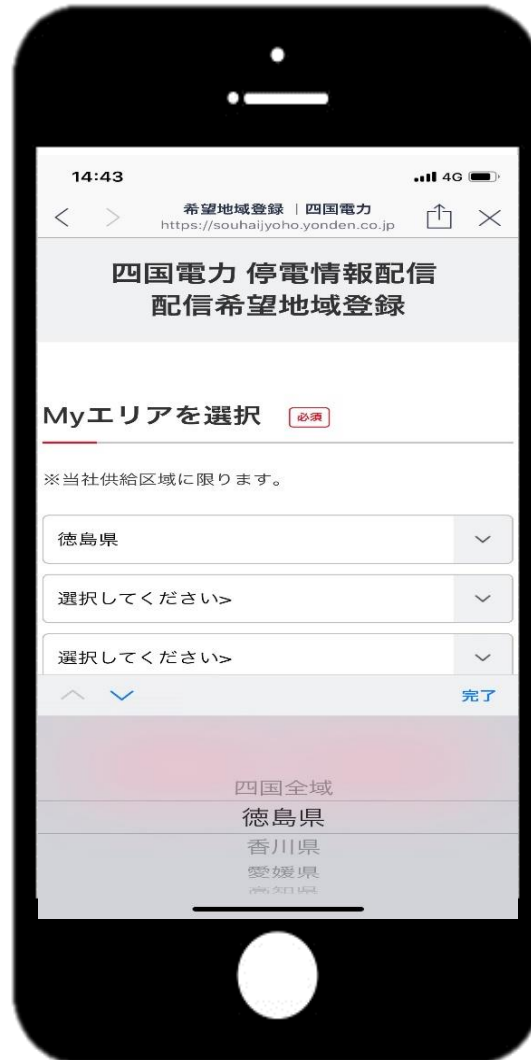 14:43
4G
希望地域登録 | 四国電力
https://souhaijyoho.yonden.co.jp
四国電力 停電情報配信
配信希望地域登録
Myエリアを選択 必須
※当社供給区域に限ります。
徳島県
選択してください>
選択してください>
完了
四国全域
徳島県
香川県
愛媛県
高知県